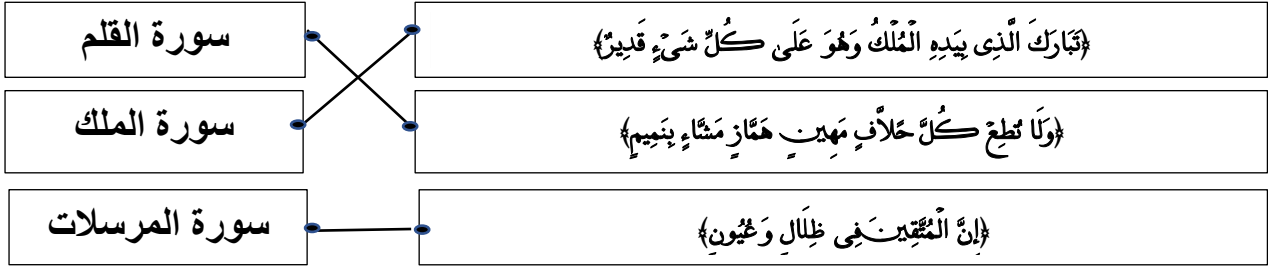 ﴿تَبَارَكَ الَّذِى بِيَدِهِ الْمُلْكُ وَهُوَ عَلَىٰ كُلِّ شَىْءٍ قَدِيرٌ﴾
سورة القلم
﴿وَلَا تُطِعْ كُلَّ حَلَّافٍ مَهِينٍ هَمَّازٍ مَشَّاءٍ بِنَمِيمٍ﴾
سورة الملك
﴿إِنَّ الْمُتَّقِينَ فِى ظِلَالٍ وَعُيُونٍ﴾
سورة المرسلات